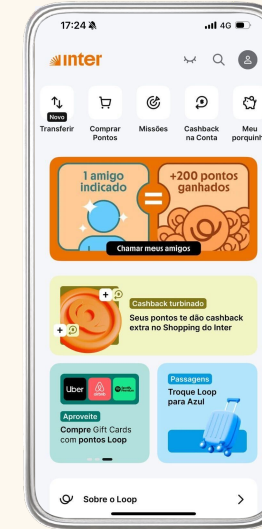 17:24
4G
inter
Novo
Transferir
Comprar
Pontos
Missões
Cashback
na Conta
Meu
porquinh
1 amigo
indicado
=
+200 pontos
ganhados
Chamar meus amigos
Cashback turbinado
Seus pontos te dão cashback
extra no Shopping do Inter
Uber
airbnb
Aproveite
Compre Gift Cards
com pontos Loop
Passagens
Troque Loop
para Azul
Sobre o Loop